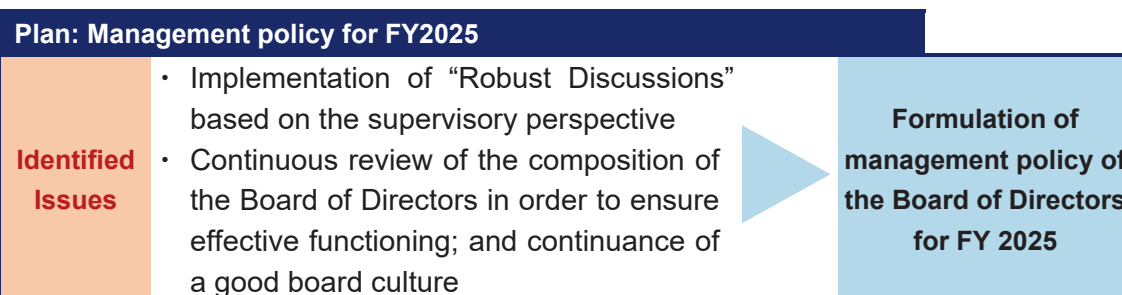 Plan: Management policy for FY2025
Identified
Issues
・ Implementation of “Robust Discussions”
based on the supervisory perspective
・ Continuous review of the composition of
the Board of Directors in order to ensure
effective functioning; and continuance of
a good board culture
Formulation of
management policy of
the Board of Directors
for FY 2025